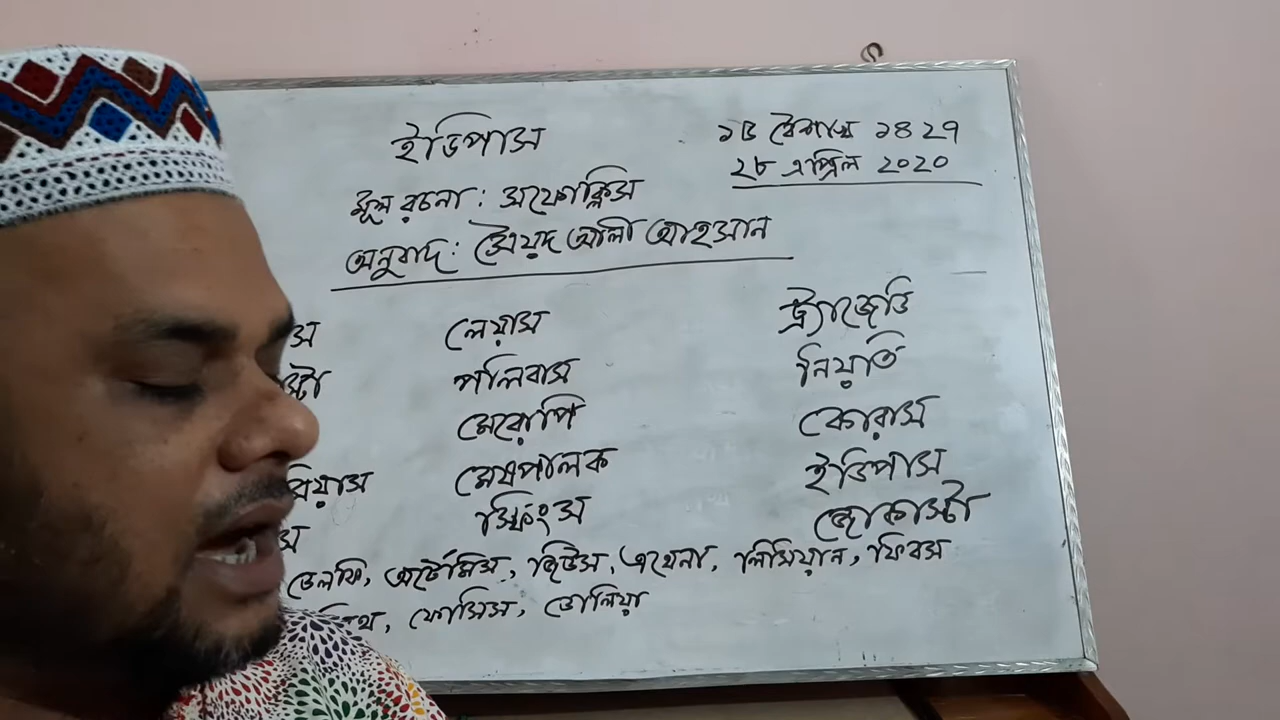 ইডিপাস
১৫ বৈশাখ ১৪২৭
২৮ এপ্রিল ২০২০
মূল রচনা : সফোক্লিস
অনুবাদ : সৈয়দ আলী আহসান
স লেয়াস ট্র্যাজেডি
স্টা পলিবাস নিয়তি
মেরোপি কোরাস
মেষপালক ইডিপাস
য়াস স্ফিংস জোকাস্টা
স
ডেলফি, আর্টেমিস, জিউস, এথেনা, লিসিয়ান, ফিবস
থ, ফোসিস, ডোলিয়া